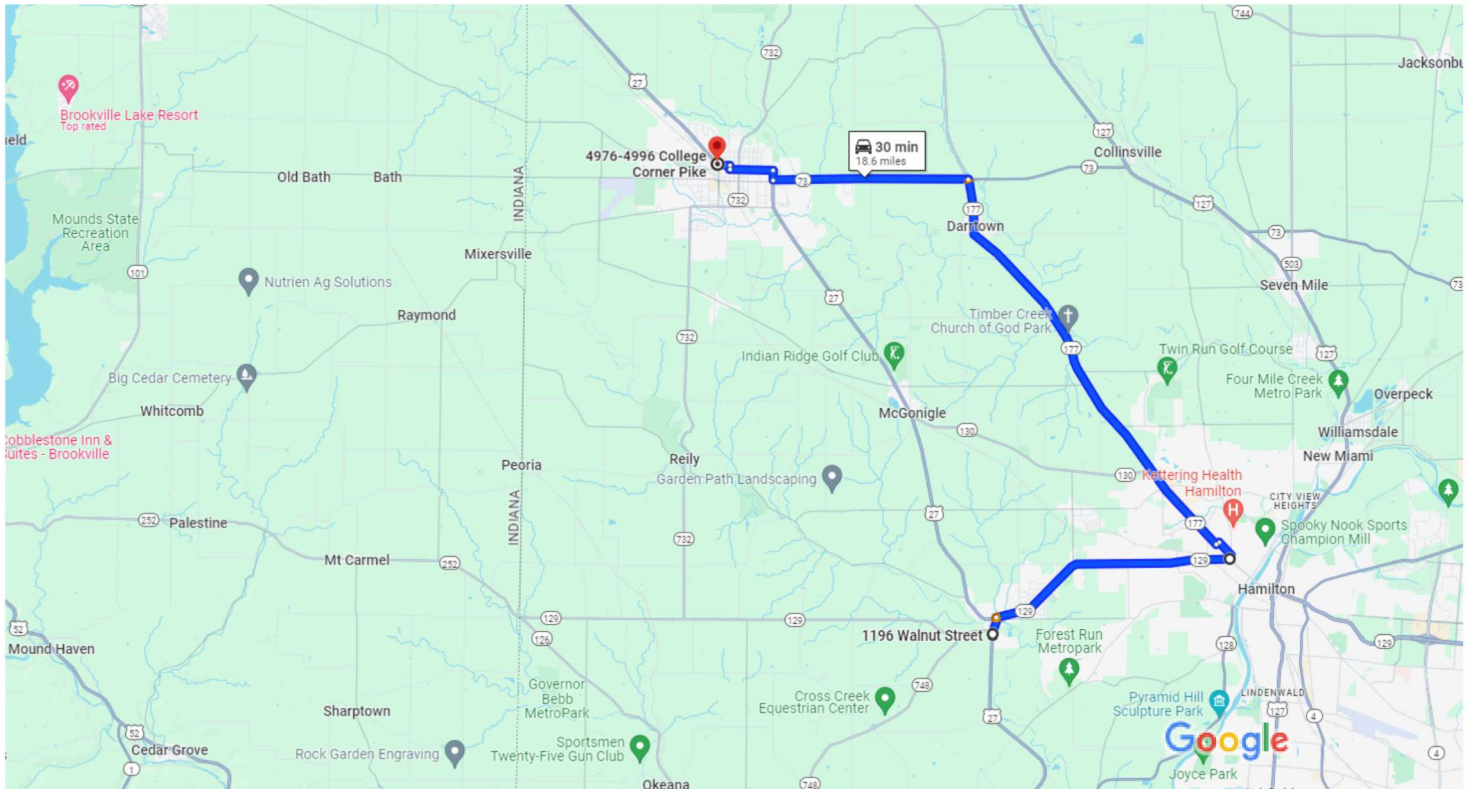 744
Jacksonbu
732
27
Brookville Lake Resort
Top rated
ield
127
Collinsville
4976-4996 College
Corner Pike
30 min
18.6 miles
73
Old Bath
Bath
73
INDIANA
732
177
127
Mounds State
Recreation
Area
Darrtown
73
Mixersville
503
101
Nutrien Ag Solutions
Seven Mile
73
27
Raymond
Timber Creek
Church of God Park
732
177
Indian Ridge Golf Club
Twin Run Golf Course
127
Big Cedar Cemetery
Four Mile Creek
Metro Park
Overpeck
Whitcomb
McGonigle
130
Williamsdale
Cobblestone Inn &
Suites - Brookville
New Miami
Peoria
Reily
Garden Path Landscaping
130
Kettering Health
Hamilton
CITY VIEW
HEIGHTS
INDIANA
27
252
Palestine
177
Spooky Nook Sports
Champion Mill
732
Mt Carmel
252
129
Hamilton
129
129
129
52
126
1196 Walnut Street
Forest Run
Metropark
128
129
Mound Haven
Governor
Bebb
MetroPark
748
Cross Creek
Equestrian Center
Pyramid Hill
Sculpture Park
LINDENWALD
127
Sharptown
27
4
52
Cedar Grove
Rock Garden Engraving
Sportsmen
Twenty-Five Gun Club
Google
4
1
Okeana
748
Joyce Park